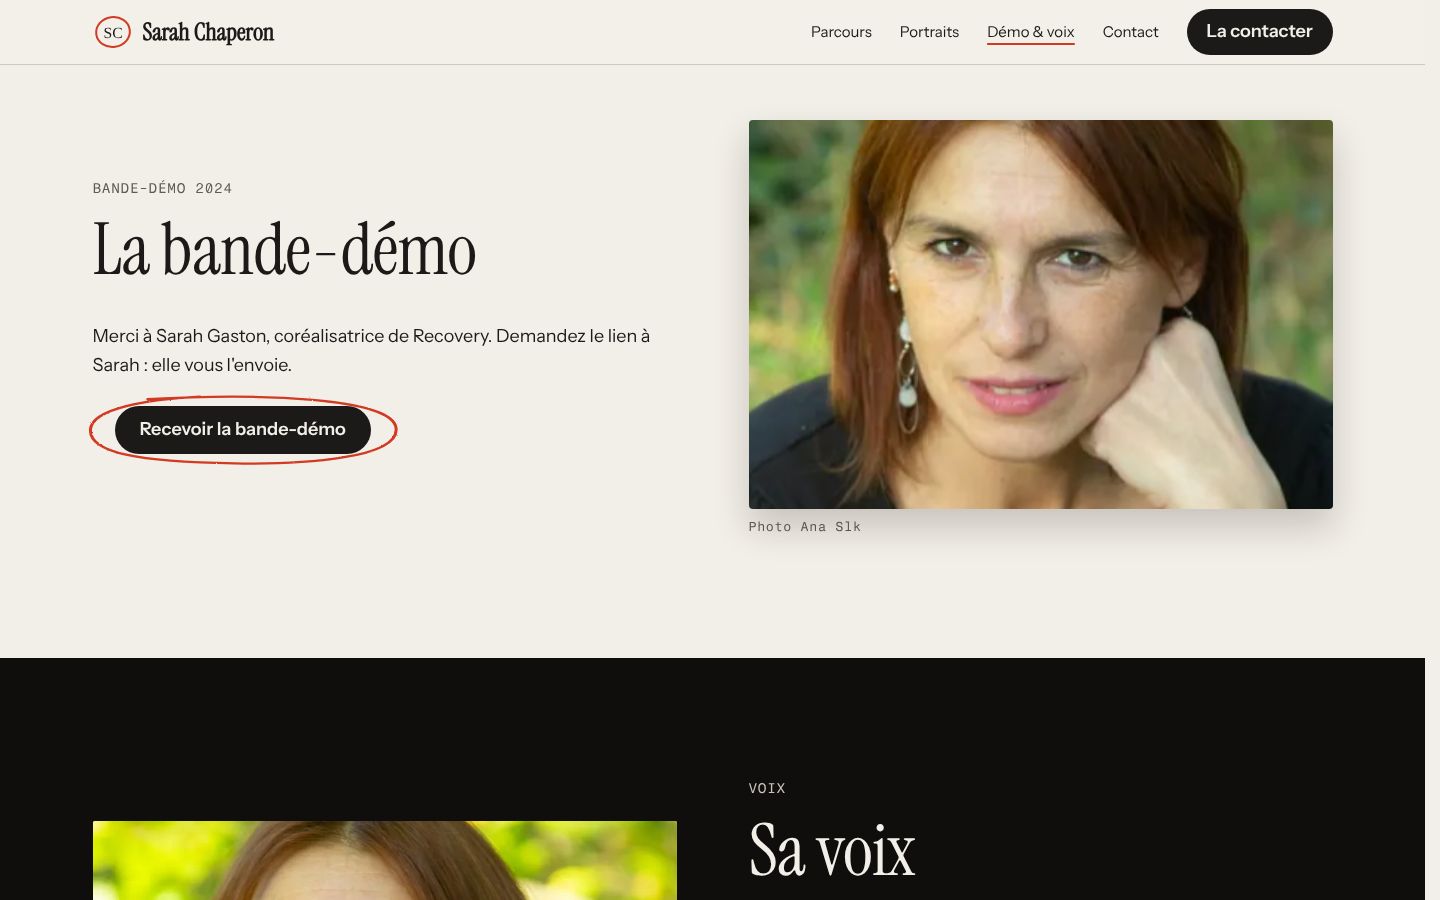 SC Sarah Chaperon
Parcours Portraits Démo & voix Contact La contacter
BANDE-DÉMO 2024
La bande-démo
Merci à Sarah Gaston, coréalisatrice de Recovery. Demandez le lien à
Sarah : elle vous l'envoie.
Recevoir la bande-démo
Photo Ana Slk
VOIX
Sa voix